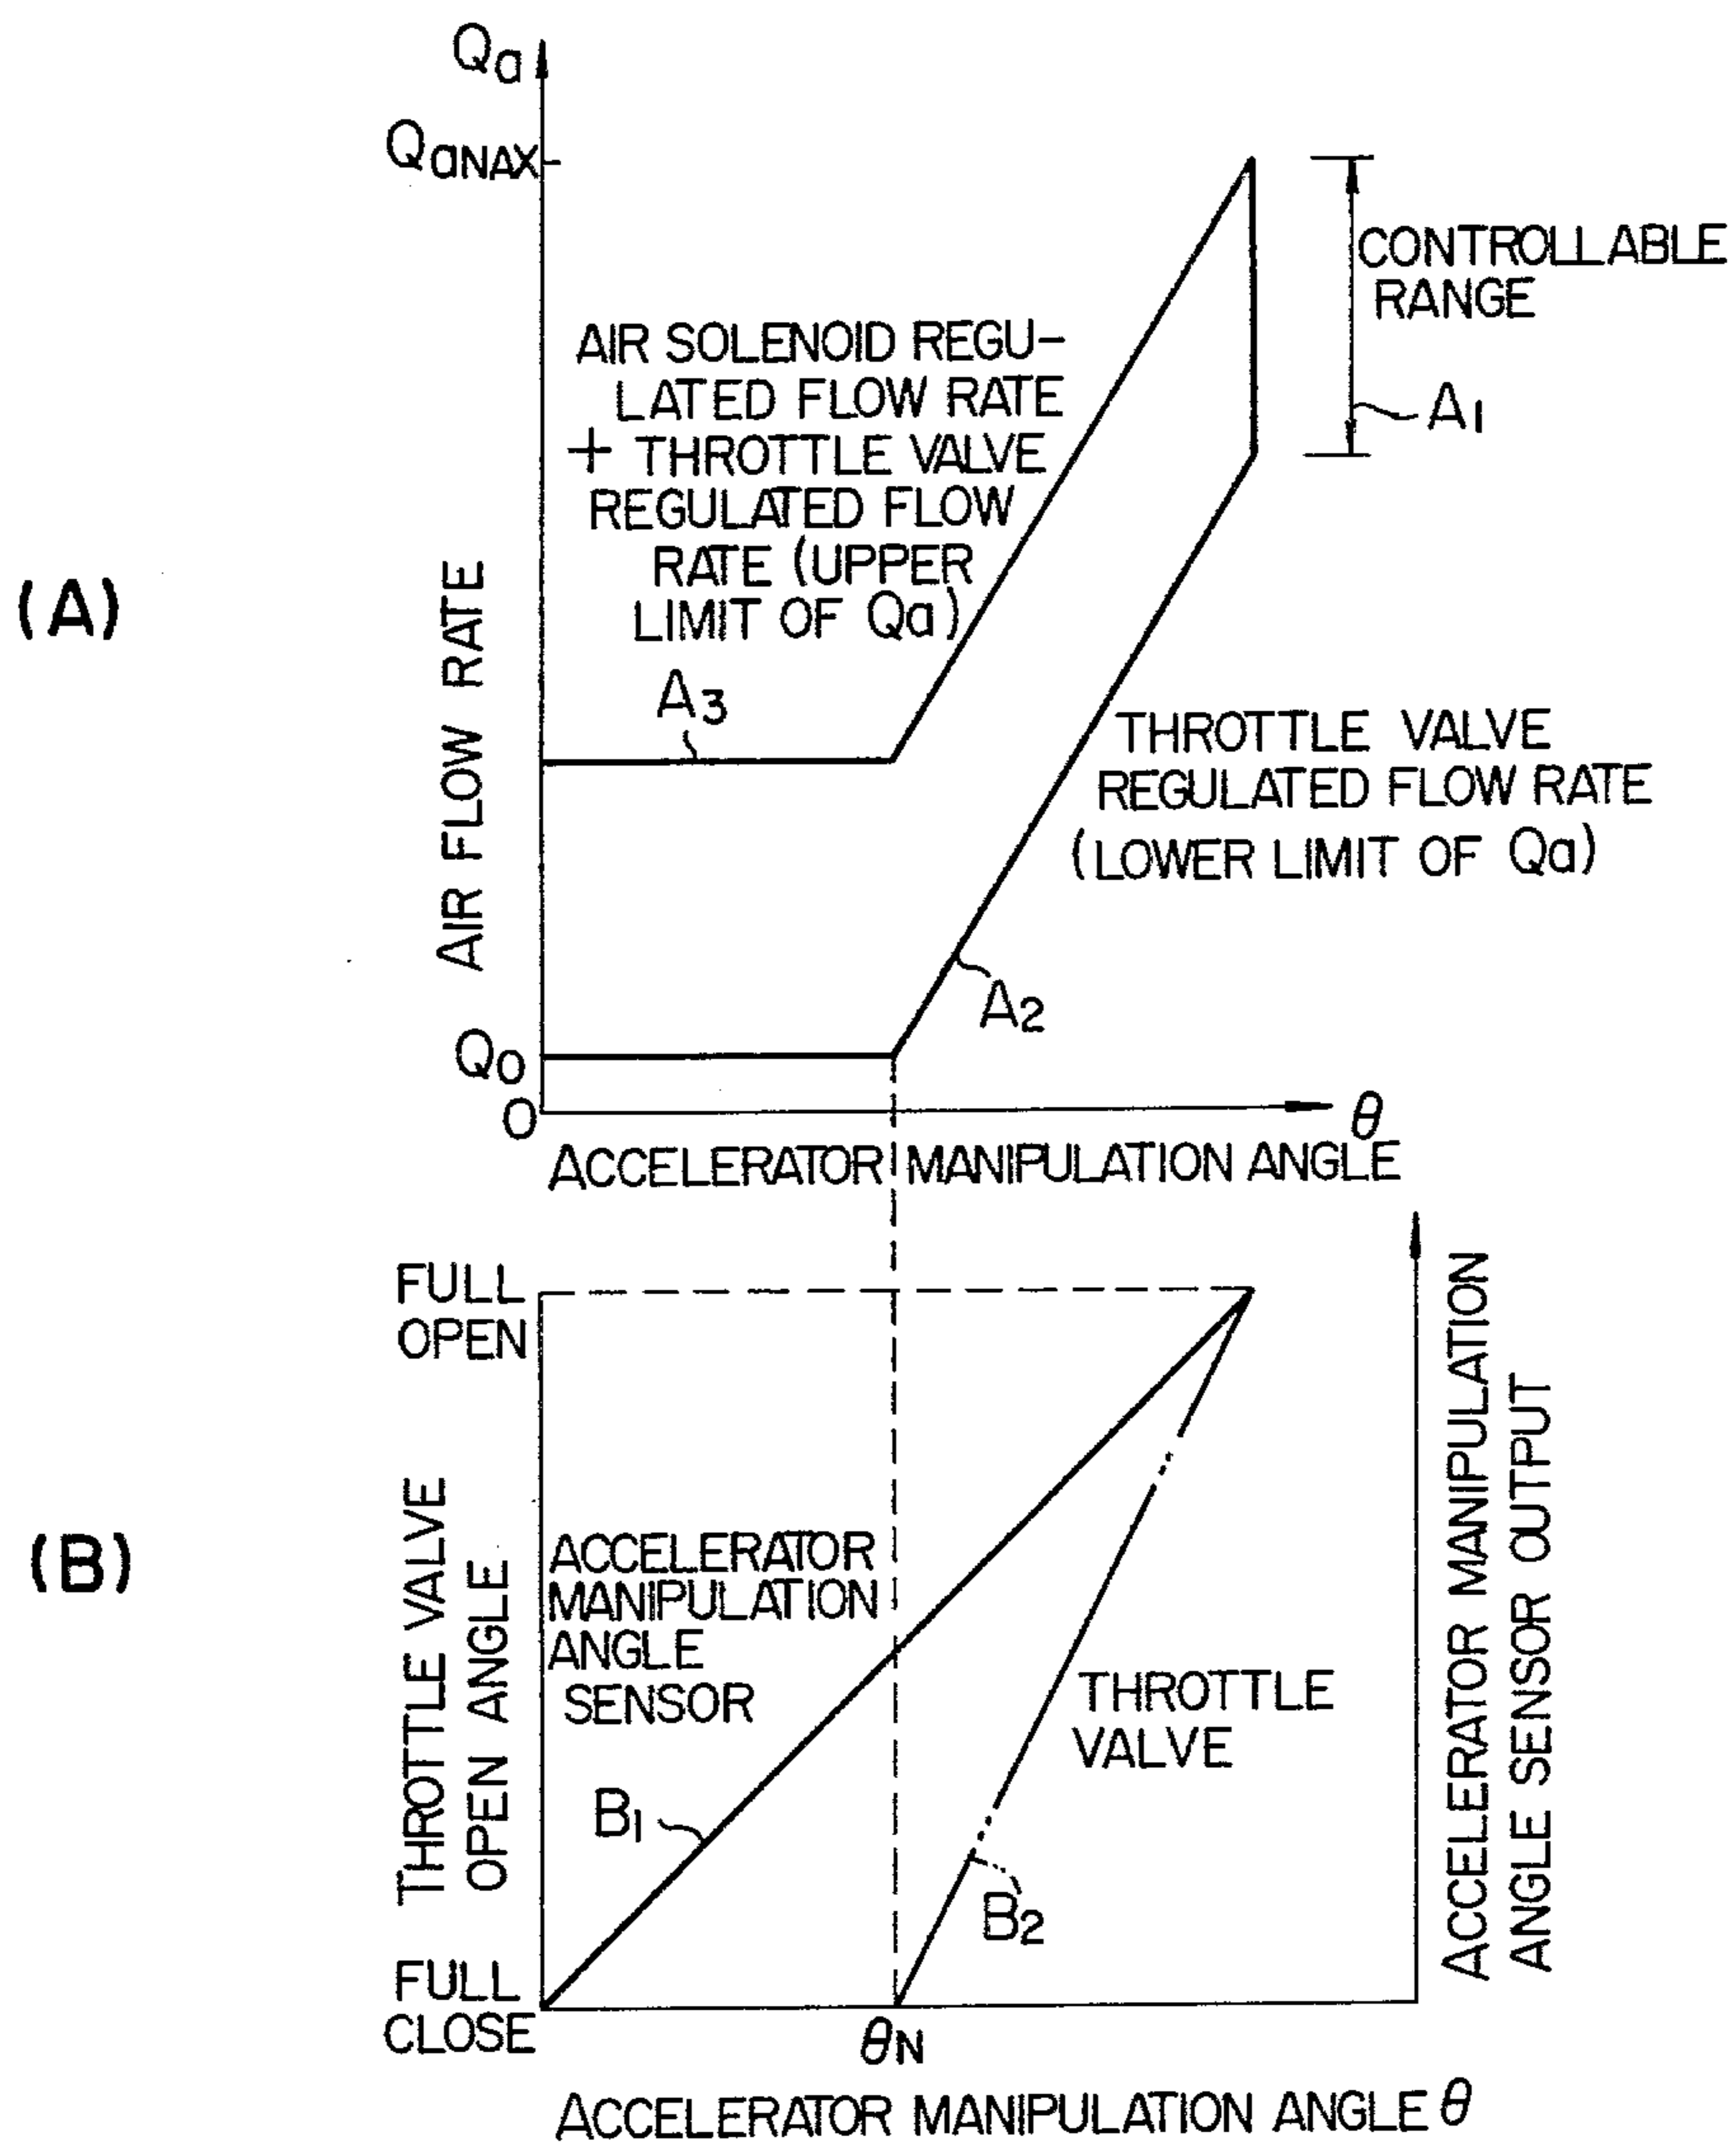 (A)
Qa
QaNAX
AIR FLOW RATE
AIR SOLENOID REGU-
LATED FLOW RATE
+ THROTTLE VALVE
REGULATED FLOW
RATE (UPPER
LIMIT OF Qa)
A3
CONTROLLABLE
RANGE
A1
THROTTLE VALVE
REGULATED FLOW RATE
(LOWER LIMIT OF Qa)
A2
Q0
0
θ
ACCELERATOR MANIPULATION ANGLE
(B)
FULL
OPEN
THROTTLE VALVE
OPEN ANGLE
ACCELERATOR
MANIPULATION
ANGLE
SENSOR
B1
THROTTLE
VALVE
B2
ACCELERATOR MANIPULATION
ANGLE SENSOR OUTPUT
FULL
CLOSE
θN
ACCELERATOR MANIPULATION ANGLE θ